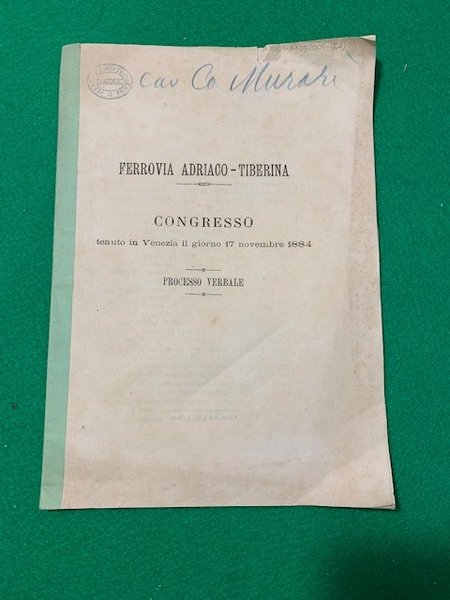 Cav Co Murari
FERROVIA ADRIACO-TIBERINA
CONGRESSO
tenuto in Venezia il giorno 17 novembre 1884
PROCESSO VERBALE